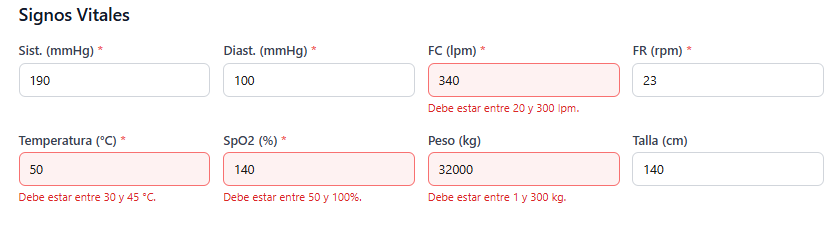 Signos Vitales
Sist. (mmHg) * Diast. (mmHg) * FC (lpm) * FR (rpm) *
190 100 340 23
Debe estar entre 20 y 300 lpm.
Temperatura (°C) * SpO2 (%) * Peso (kg) Talla (cm)
50 140 32000 140
Debe estar entre 30 y 45 °C. Debe estar entre 50 y 100%. Debe estar entre 1 y 300 kg.